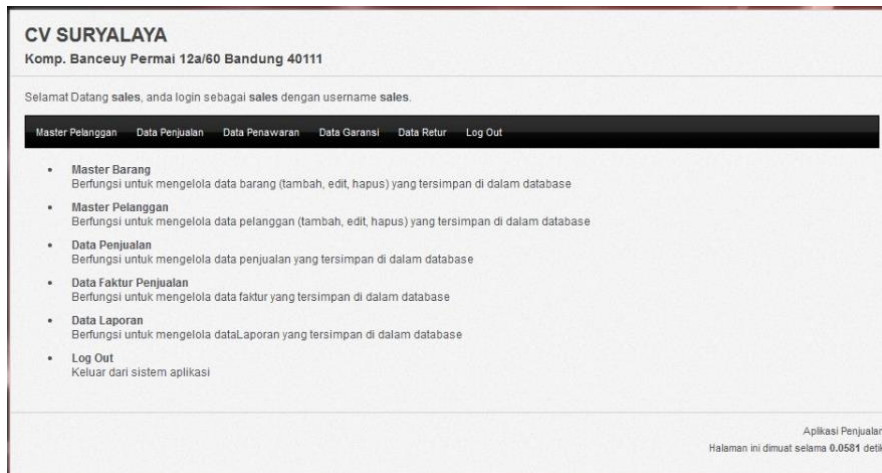 CV SURYALAYA
Komp. Banceuy Permai 12a/60 Bandung 40111
Selamat Datang sales, anda login sebagai sales dengan username sales.
Master Pelanggan Data Penjualan Data Penawaran Data Garansi Data Retur Log Out
• Master Barang
Berfungsi untuk mengelola data barang (tambah, edit, hapus) yang tersimpan di dalam database
• Master Pelanggan
Berfungsi untuk mengelola data pelanggan (tambah, edit, hapus) yang tersimpan di dalam database
• Data Penjualan
Berfungsi untuk mengelola data penjualan yang tersimpan di dalam database
• Data Faktur Penjualan
Berfungsi untuk mengelola data faktur yang tersimpan di dalam database
• Data Laporan
Berfungsi untuk mengelola dataLaporan yang tersimpan di dalam database
• Log Out
Keluar dari sistem aplikasi
Aplikasi Penjualan
Halaman ini dimuat selama 0.0581 detik